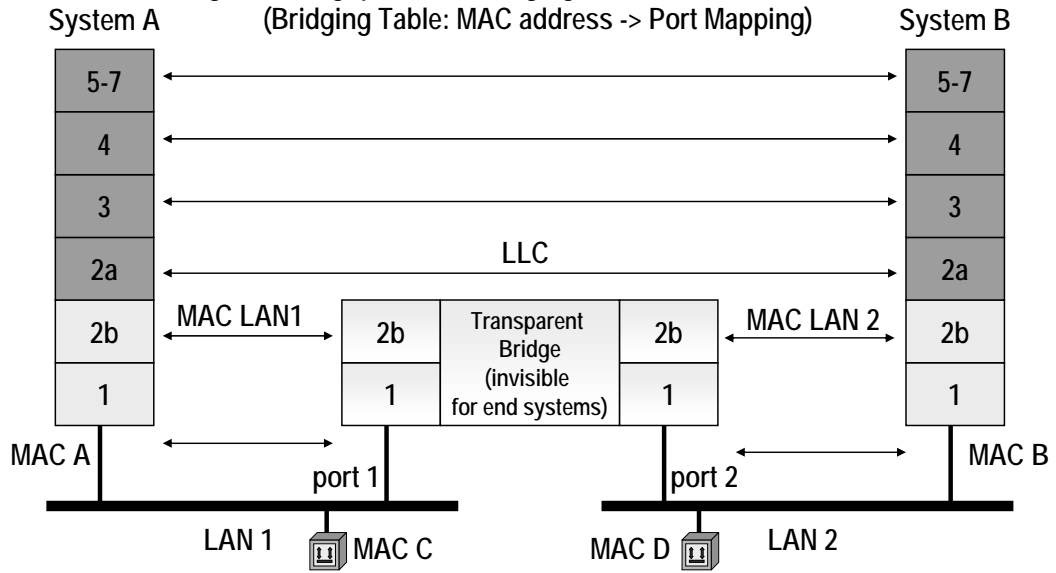 System A
(Bridging Table: MAC address -> Port Mapping)
System B
5-7
5-7
4
4
3
3
LLC
2a
2a
MAC LAN1
MAC LAN 2
2b
2b
Transparent
Bridge
(invisible
for end systems)
2b
2b
1
1
1
1
MAC A
port 1
port 2
MAC B
LAN 1
MAC C
MAC D
LAN 2